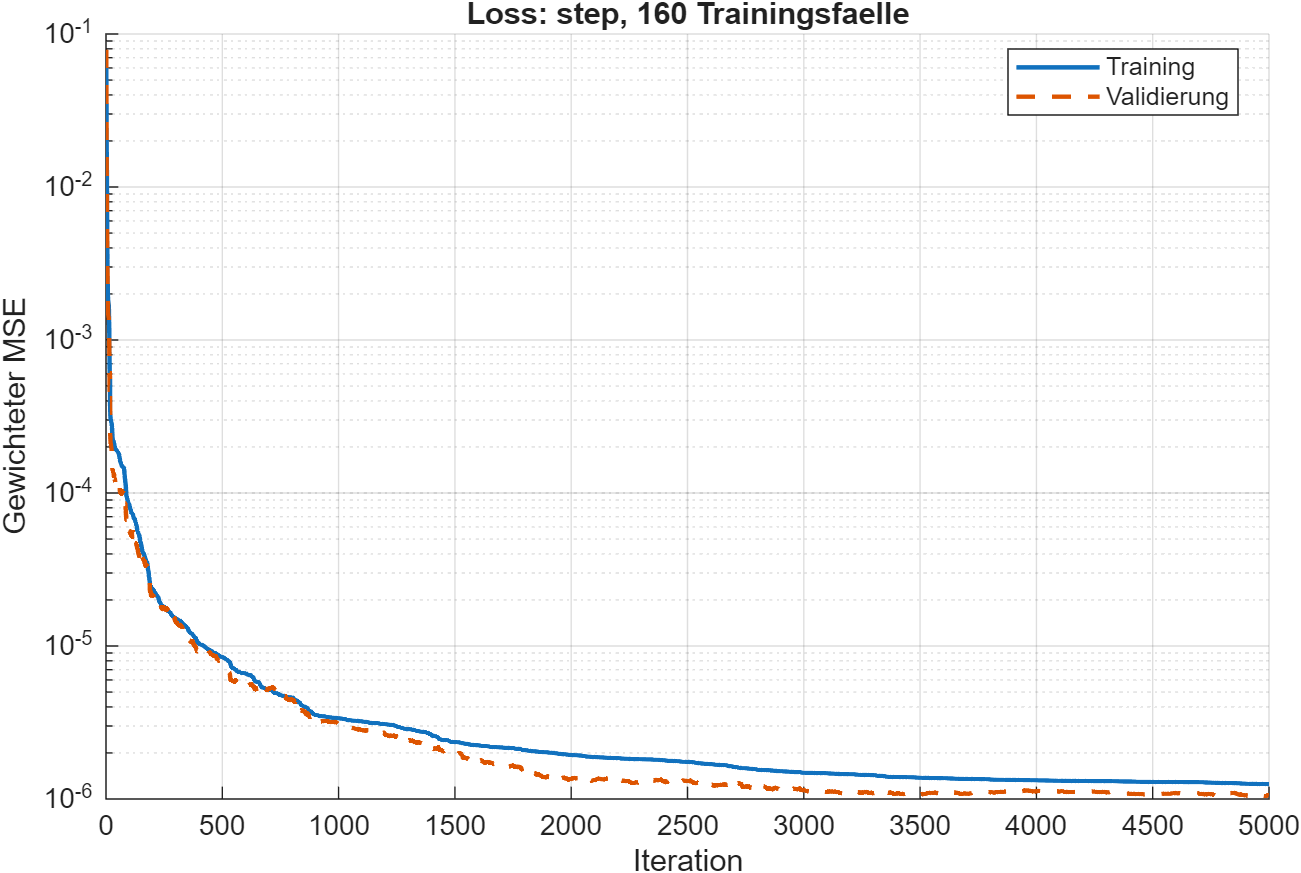 Loss: step, 160 Trainingsfaelle
Training
Validierung
10^-1
10^-2
10^-3
10^-4
10^-5
10^-6
Gewichteter MSE
0 500 1000 1500 2000 2500 3000 3500 4000 4500 5000
Iteration